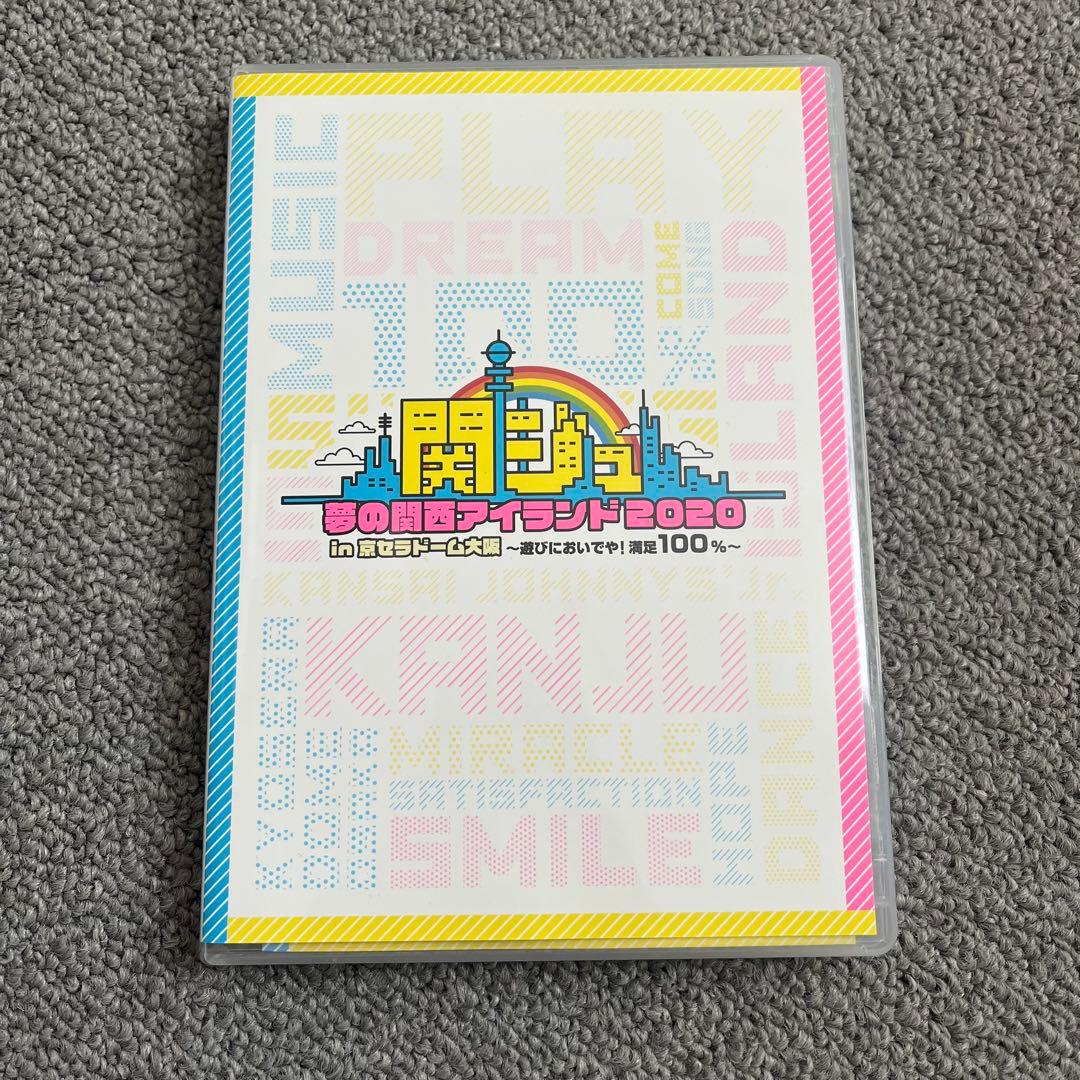 PLAY
MUSIC
DREAM
COME
SONG
100%
ISLAND
関ジュ
夢の関西アイランド2020
in 京セラドーム大阪 ～遊びにおいでや!満足100%～
KANSAI JOHNNYS' Jr.
KANJU
KYOSERA
DOME
OSAKA
MIRACLE
SATISFACTION
SMILE
HOPE
DANCE